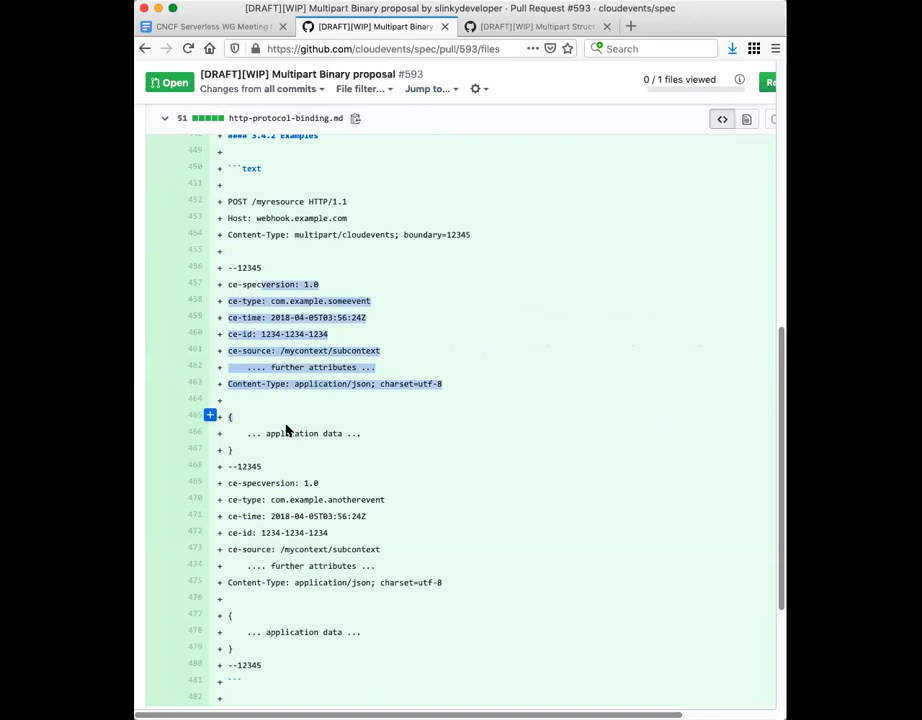 [DRAFT][WIP] Multipart Binary proposal by slinkydeveloper · Pull Request #593 · cloudevents/spec
CNCF Serverless WG Meeting
[DRAFT][WIP] Multipart Binary
[DRAFT][WIP] Multipart Struc
https://github.com/cloudevents/spec/pull/593/files
Search
Open
[DRAFT][WIP] Multipart Binary proposal #593
Changes from all commits
File filter...
Jump to...
0 / 1 files viewed
Re
51
http-protocol-binding.md
+ #### 3.4.2 Examples
449 +
450 + ```text
451 +
452 + POST /myresource HTTP/1.1
453 + Host: webhook.example.com
454 + Content-Type: multipart/cloudevents; boundary=12345
455 +
456 + --12345
457 + ce-specversion: 1.0
458 + ce-type: com.example.someevent
459 + ce-time: 2018-04-05T03:56:24Z
460 + ce-id: 1234-1234-1234
461 + ce-source: /mycontext/subcontext
462 + .... further attributes ...
463 + Content-Type: application/json; charset=utf-8
464 +
465 + {
466 + ... application data ...
467 + }
468 + --12345
469 + ce-specversion: 1.0
470 + ce-type: com.example.anotherevent
471 + ce-time: 2018-04-05T03:56:24Z
472 + ce-id: 1234-1234-1234
473 + ce-source: /mycontext/subcontext
474 + .... further attributes ...
475 + Content-Type: application/json; charset=utf-8
476 +
477 + {
478 + ... application data ...
479 + }
480 + --12345
481 + ```
482 +